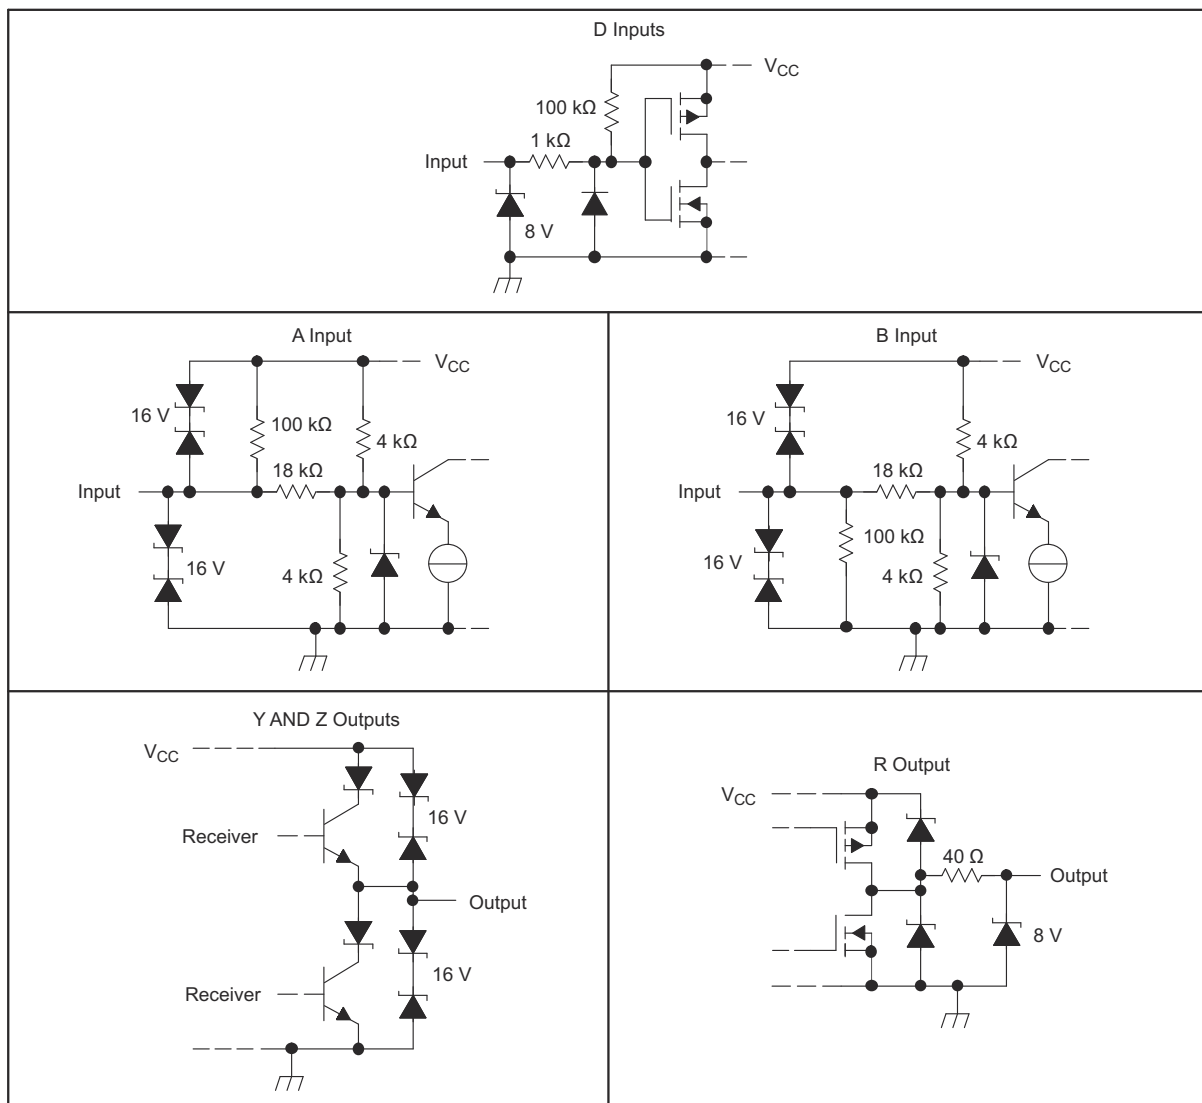 D Inputs
V_CC
100 kΩ
1 kΩ
Input
8 V
A Input
V_CC
16 V
100 kΩ
4 kΩ
18 kΩ
Input
16 V
4 kΩ
B Input
V_CC
16 V
4 kΩ
18 kΩ
Input
100 kΩ
16 V
4 kΩ
Y AND Z Outputs
V_CC
16 V
Receiver
Output
16 V
Receiver
R Output
V_CC
40 Ω
Output
8 V